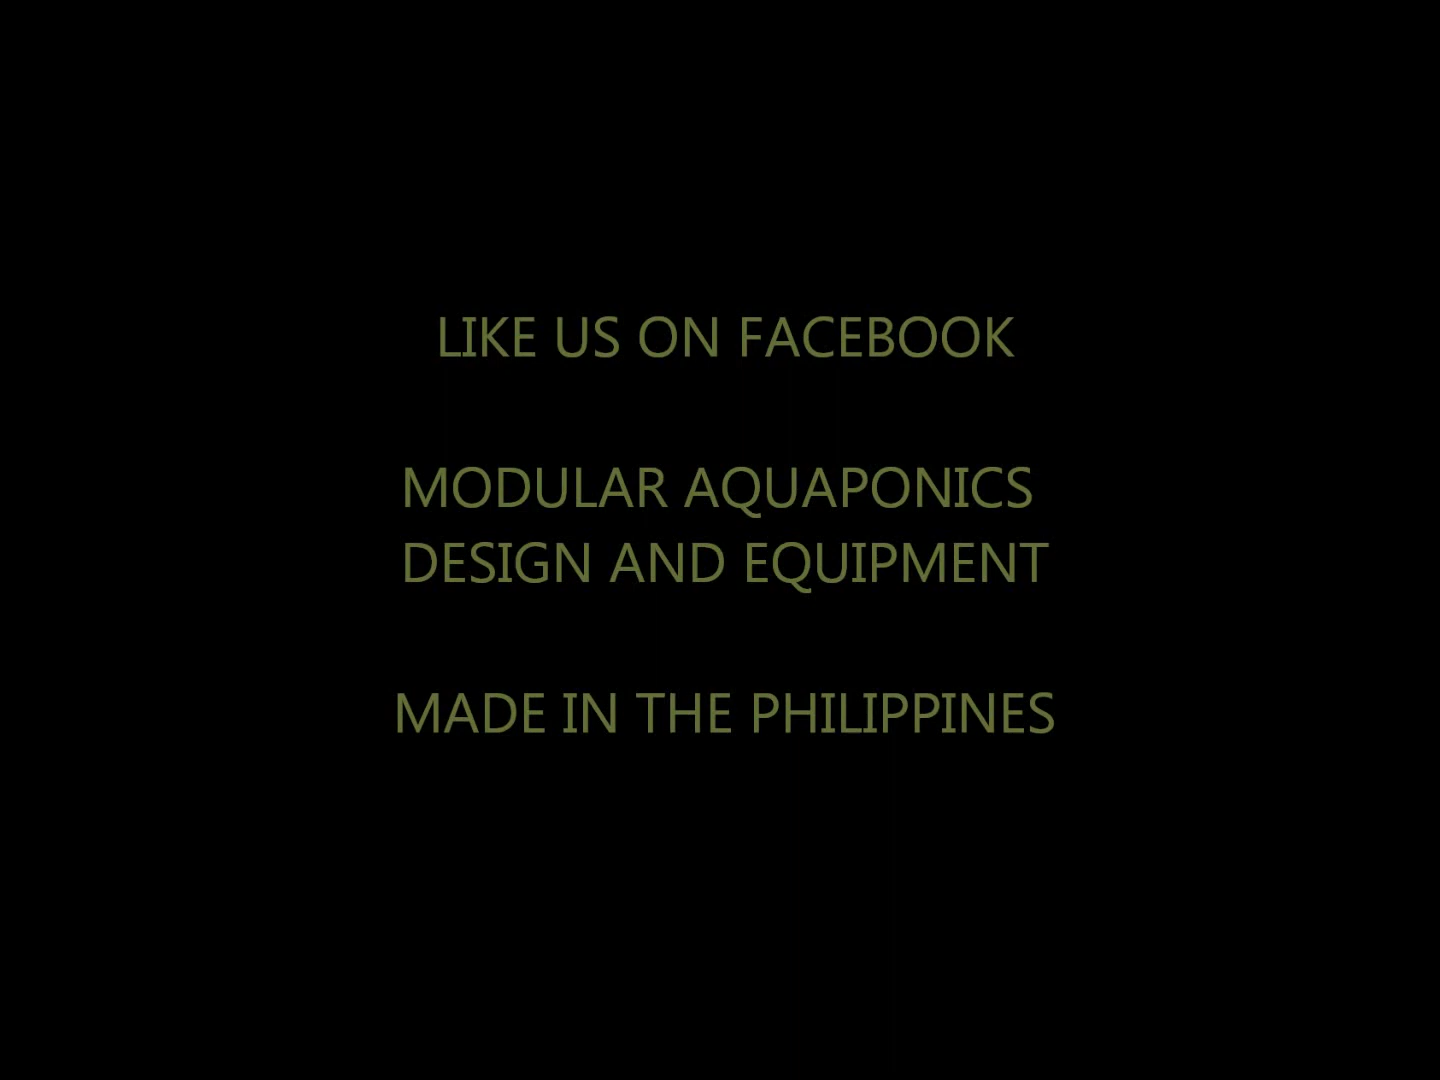 LIKE US ON FACEBOOK
MODULAR AQUAPONICS
DESIGN AND EQUIPMENT
MADE IN THE PHILIPPINES